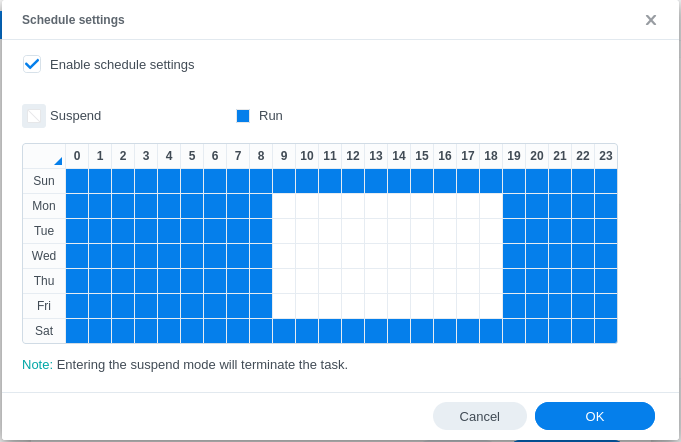 Schedule settings
Enable schedule settings
Suspend Run
0 1 2 3 4 5 6 7 8 9 10 11 12 13 14 15 16 17 18 19 20 21 22 23
Sun
Mon
Tue
Wed
Thu
Fri
Sat
Note: Entering the suspend mode will terminate the task.
Cancel OK